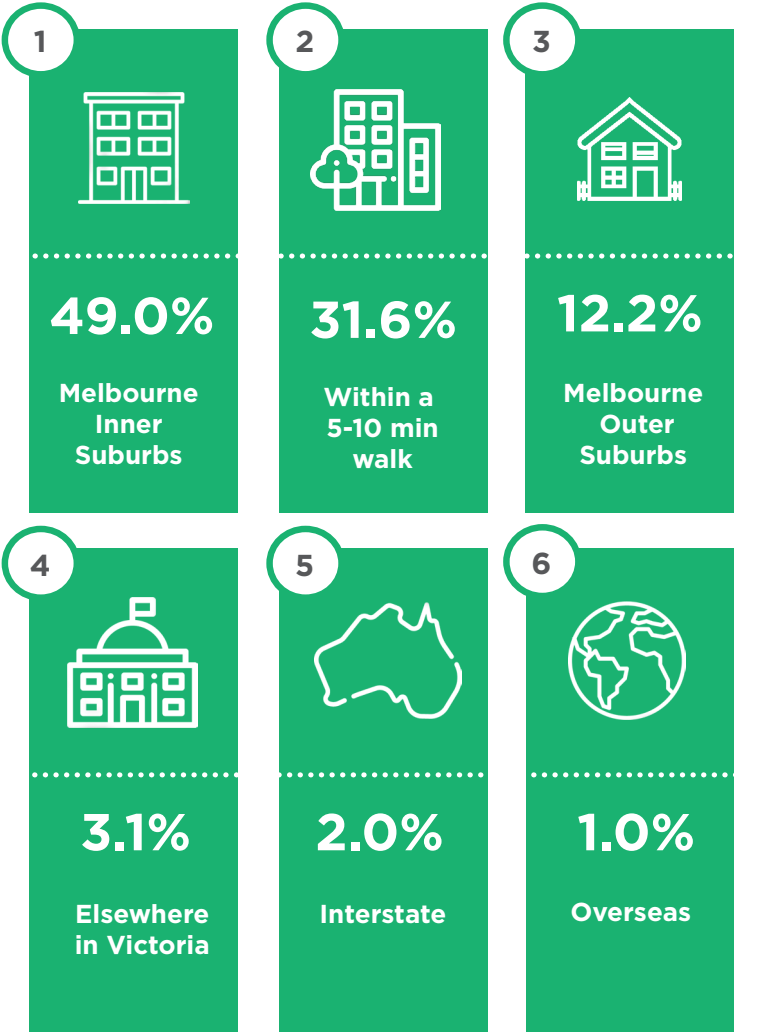 1
49.0%
Melbourne
Inner
Suburbs
2
31.6%
Within a
5-10 min
walk
3
12.2%
Melbourne
Outer
Suburbs
4
3.1%
Elsewhere
in Victoria
5
2.0%
Interstate
6
1.0%
Overseas